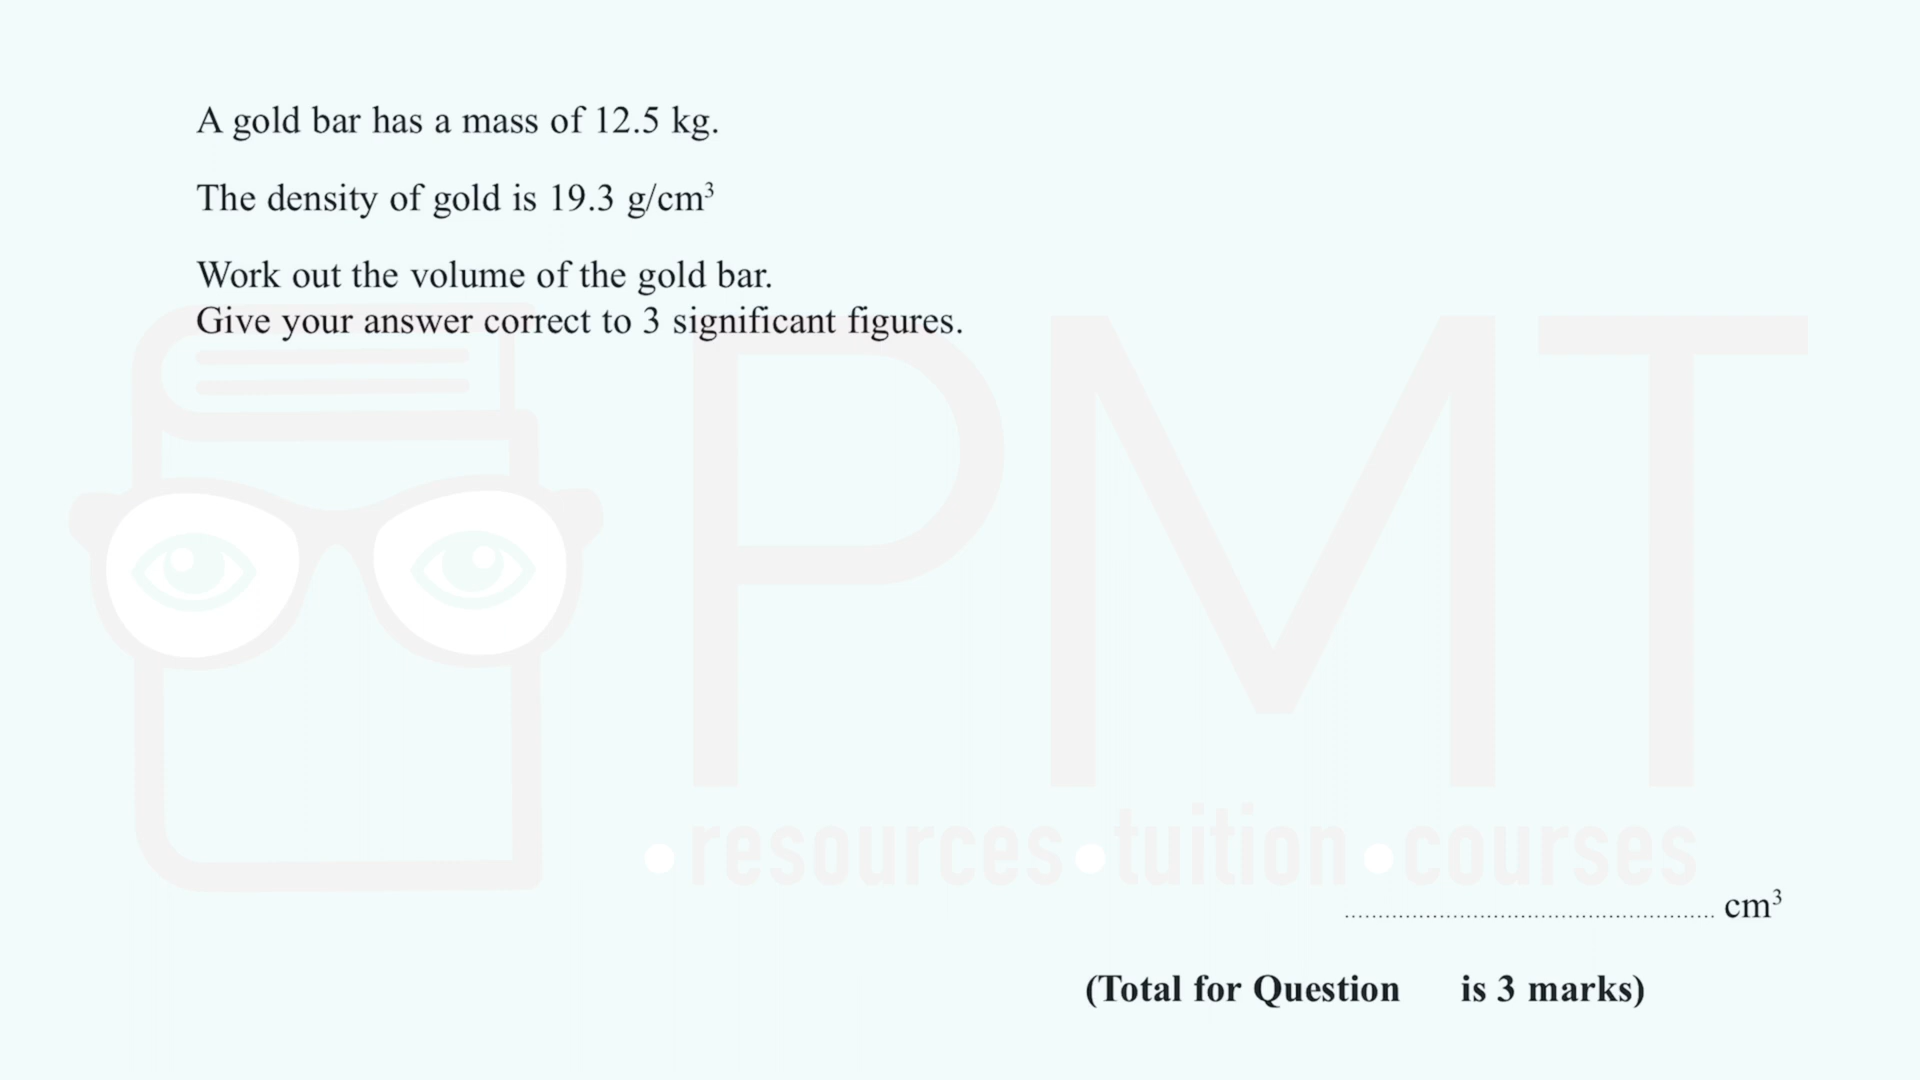 A gold bar has a mass of 12.5 kg.
The density of gold is 19.3 g/cm³
Work out the volume of the gold bar.
Give your answer correct to 3 significant figures.
PMT
•resources•tuition•courses
.......................................................... cm³
(Total for Question is 3 marks)